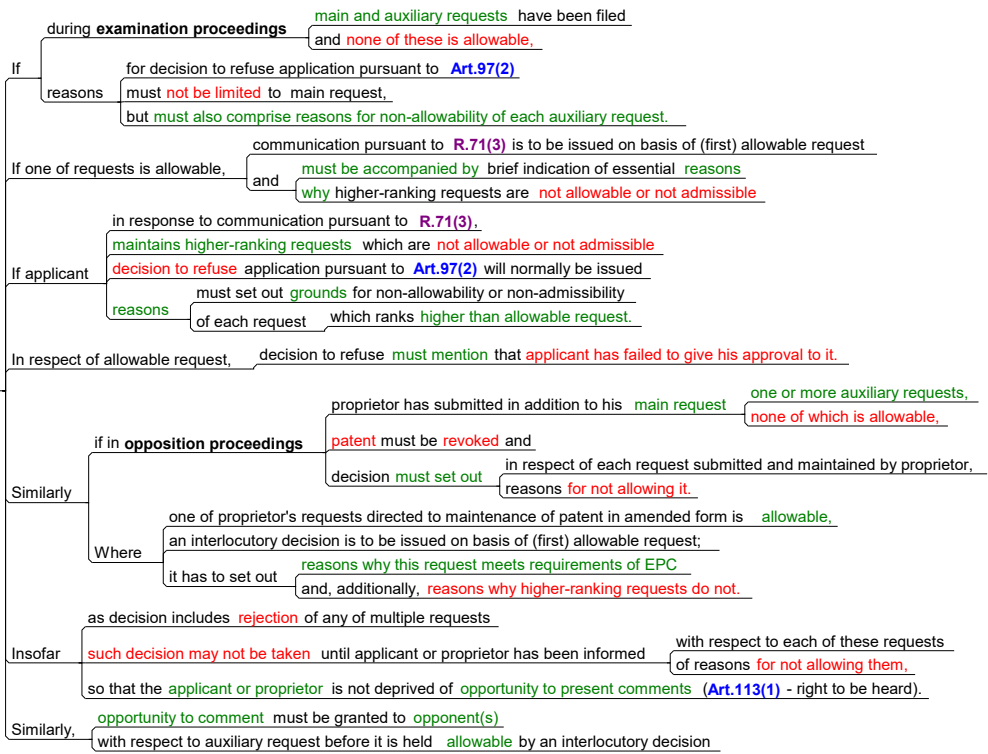 main and auxiliary requests have been filed
during examination proceedings
and none of these is allowable,
If
for decision to refuse application pursuant to Art.97(2)
reasons
must not be limited to main request,
but must also comprise reasons for non-allowability of each auxiliary request.
communication pursuant to R.71(3) is to be issued on basis of (first) allowable request
If one of requests is allowable,
must be accompanied by brief indication of essential reasons
and
why higher-ranking requests are not allowable or not admissible
in response to communication pursuant to R.71(3),
maintains higher-ranking requests which are not allowable or not admissible
If applicant
decision to refuse application pursuant to Art.97(2) will normally be issued
must set out grounds for non-allowability or non-admissibility
reasons
of each request which ranks higher than allowable request.
In respect of allowable request, decision to refuse must mention that applicant has failed to give his approval to it.
one or more auxiliary requests,
proprietor has submitted in addition to his main request
none of which is allowable,
if in opposition proceedings
patent must be revoked and
in respect of each request submitted and maintained by proprietor,
decision must set out
reasons for not allowing it.
Similarly
one of proprietor's requests directed to maintenance of patent in amended form is allowable,
an interlocutory decision is to be issued on basis of (first) allowable request;
Where
reasons why this request meets requirements of EPC
it has to set out
and, additionally, reasons why higher-ranking requests do not.
as decision includes rejection of any of multiple requests
Insofar
such decision may not be taken until applicant or proprietor has been informed
with respect to each of these requests
of reasons for not allowing them,
so that the applicant or proprietor is not deprived of opportunity to present comments (Art.113(1) - right to be heard).
opportunity to comment must be granted to opponent(s)
Similarly,
with respect to auxiliary request before it is held allowable by an interlocutory decision